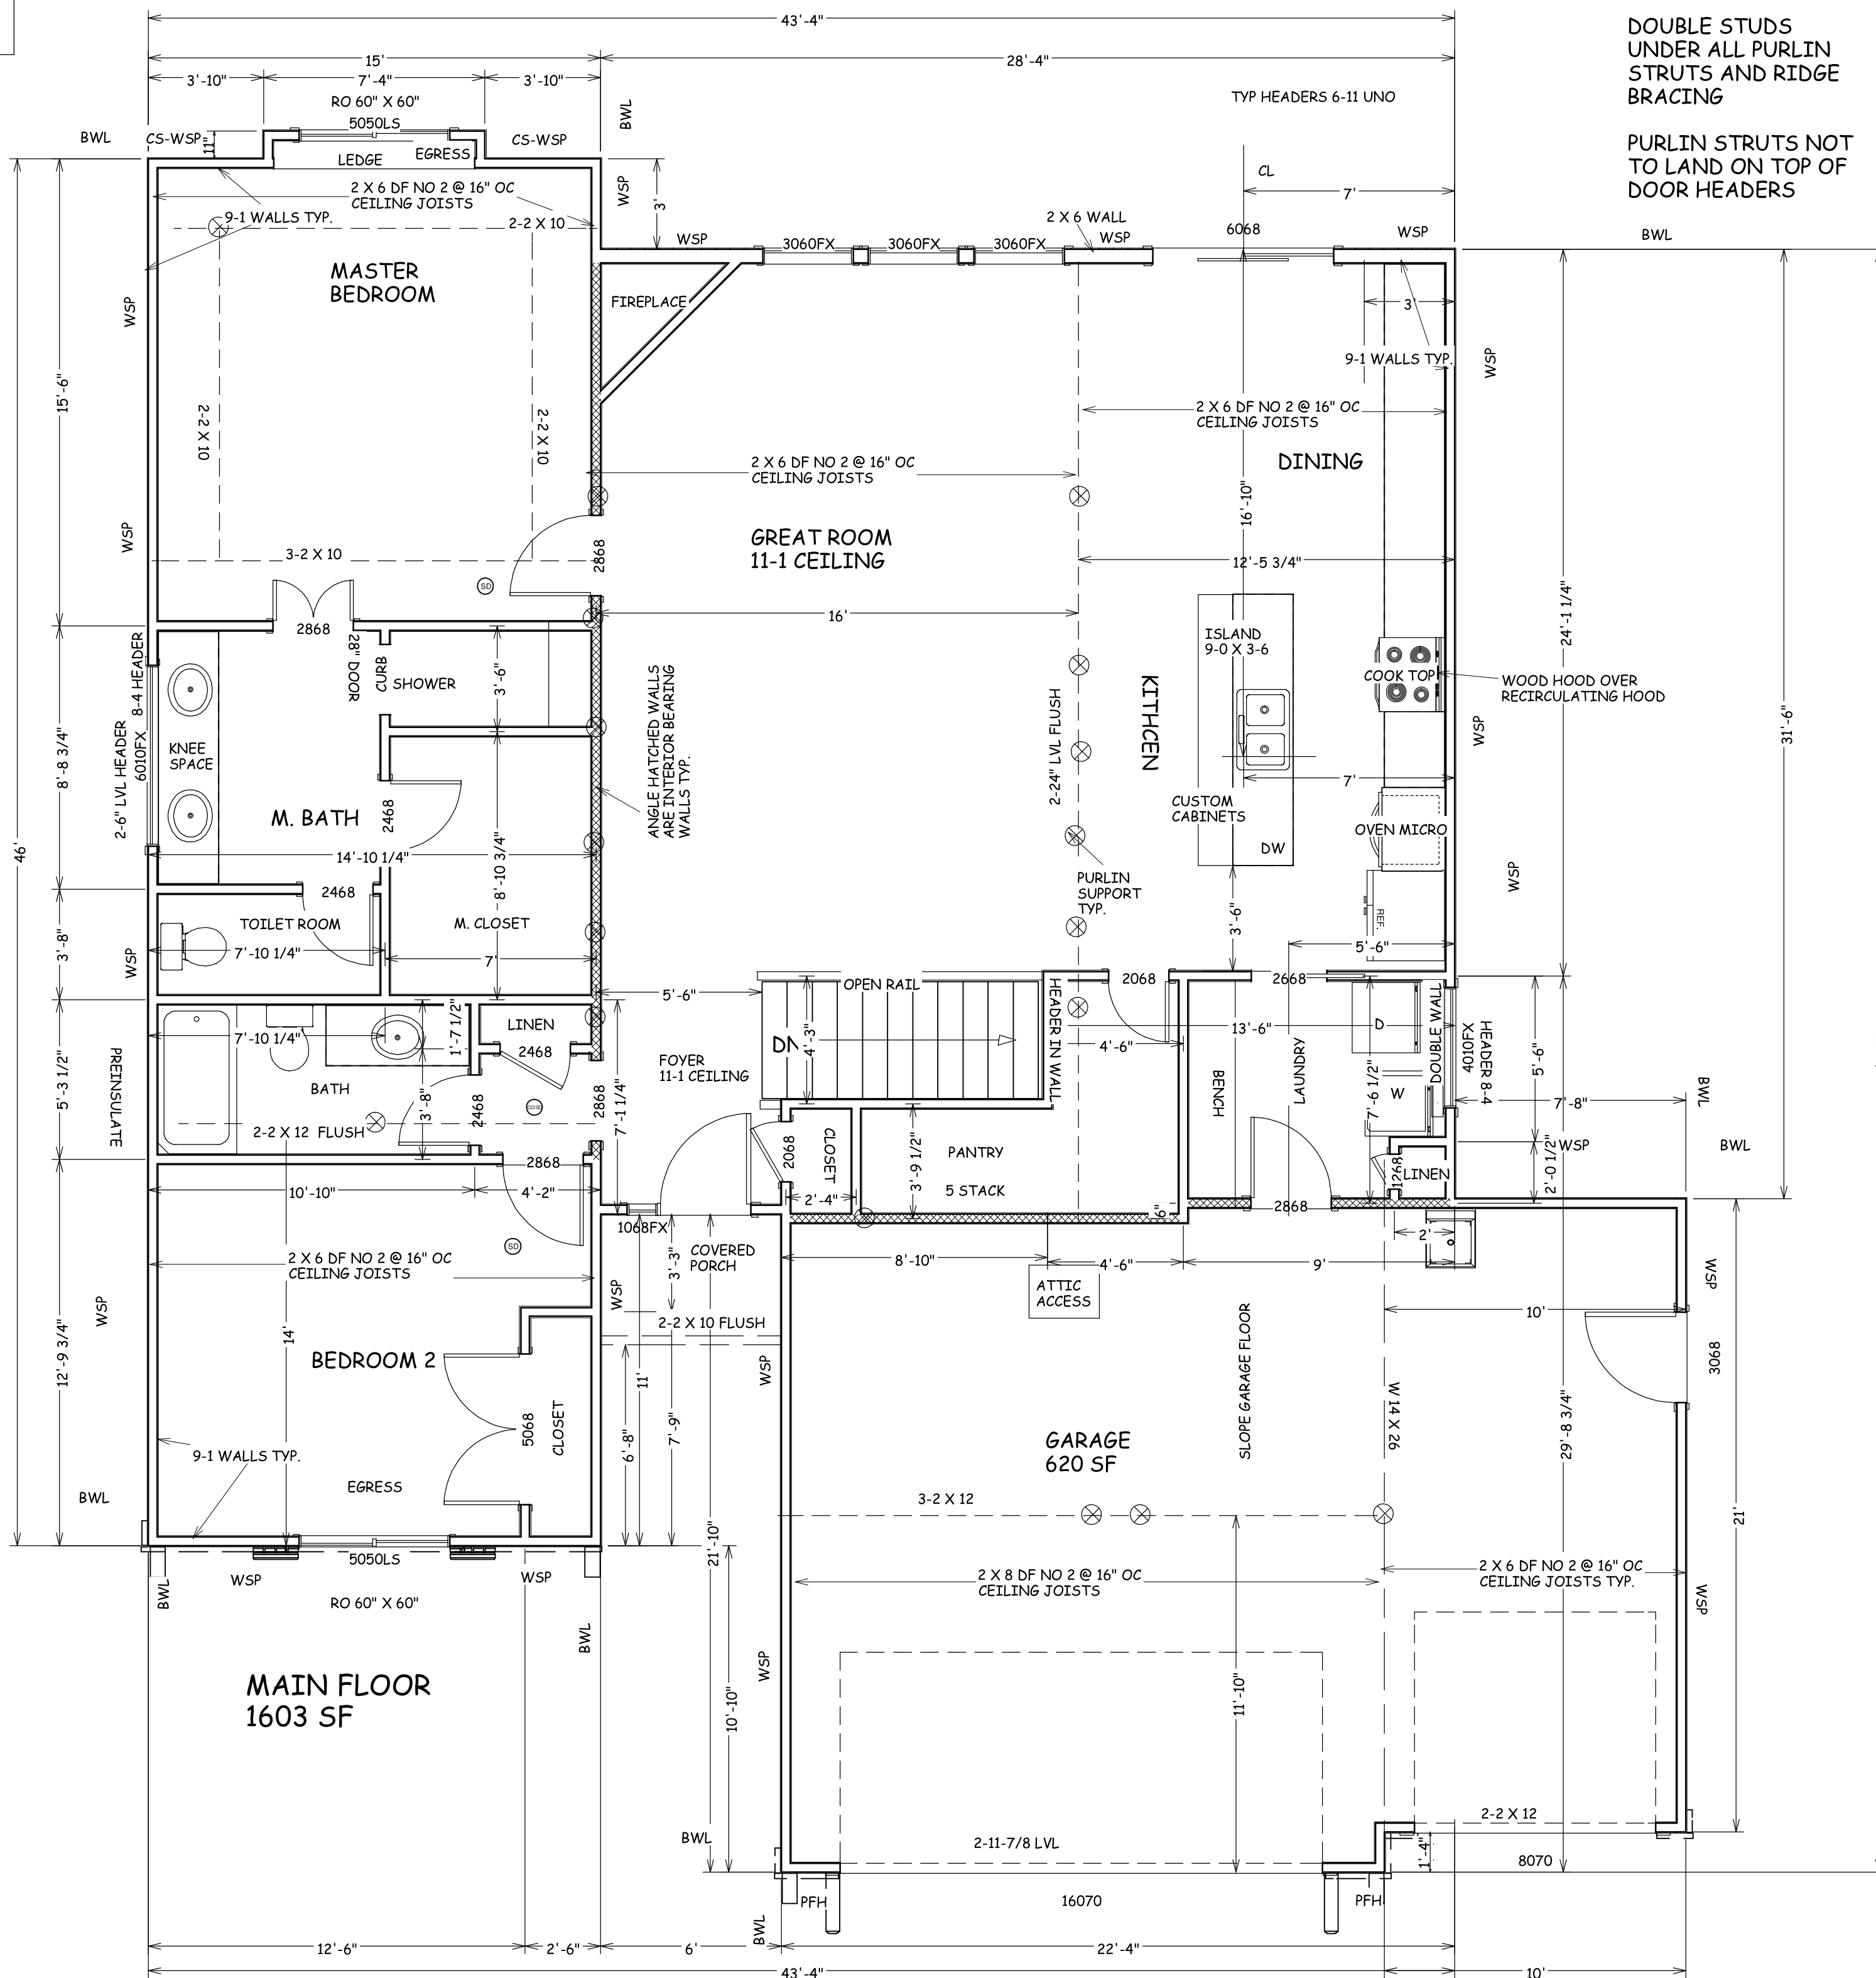 43'-4"
DOUBLE STUDS
UNDER ALL PURLIN
STRUTS AND RIDGE
BRACING
PURLIN STRUTS NOT
TO LAND ON TOP OF
DOOR HEADERS
15'
28'-4"
3'-10"
7'-4"
3'-10"
RO 60" X 60"
TYP HEADERS 6-11 UNO
BWL
CS-WSP
11"
5050LS
CS-WSP
BWL
LEDGE
EGRESS
CL
2 X 6 DF NO 2 @ 16" OC
CEILING JOISTS
WSP
3'
7'
9-1 WALLS TYP.
2-2 X 10
2 X 6 WALL
WSP
3060FX
3060FX
3060FX
WSP
6068
WSP
BWL
MASTER
BEDROOM
WSP
FIREPLACE
3'
9-1 WALLS TYP.
WSP
15'-6"
2-2 X 10
2-2 X 10
2 X 6 DF NO 2 @ 16" OC
CEILING JOISTS
2 X 6 DF NO 2 @ 16" OC
CEILING JOISTS
DINING
16'-10"
WSP
GREAT ROOM
11-1 CEILING
3-2 X 10
2868
SD
12'-5 3/4"
16'
24'-1 1/4"
2868
28" DOOR
CURB
SHOWER
3'-6"
8-4 HEADER
6010FX
2-6" LVL HEADER
ISLAND
9-0 X 3-6
COOK TOP
WOOD HOOD OVER
RECIRCULATING HOOD
KITHCEN
ANGLE HATCHED WALLS
ARE INTERIOR BEARING
WALLS TYP.
2-24" LVL FLUSH
WSP
31'-6"
KNEE
SPACE
8'-8 3/4"
M. BATH
2468
7'
CUSTOM
CABINETS
OVEN MICRO
DW
46'
14'-10 1/4"
8'-10 3/4"
PURLIN
SUPPORT
TYP.
WSP
2468
TOILET ROOM
M. CLOSET
3'-6"
REF.
3'-8"
WSP
7'-10 1/4"
7'
5'-6"
5'-6"
OPEN RAIL
2068
2668
HEADER IN WALL
7'-10 1/4"
1'-7 1/2"
LINEN
2468
DN
4'-3"
13'-6"
4'-6"
D
DOUBLE WALL
4010FX
HEADER 8-4
5'-6"
5'-3 1/2"
PREINSULATE
BATH
FOYER
11-1 CEILING
BENCH
LAUNDRY
7'-6 1/2"
W
BWL
7'-8"
3'-8"
2468
2868
7'-1 1/4"
2-2 X 12 FLUSH
2068
CLOSET
3'-9 1/2"
PANTRY
5 STACK
WSP
BWL
2868
1268
LINEN
2'-0 1/2"
10'-10"
4'-2"
2'-4"
6"
2868
1068FX
2'
SD
COVERED
PORCH
3'-3"
8'-10"
4'-6"
9'
2 X 6 DF NO 2 @ 16" OC
CEILING JOISTS
ATTIC
ACCESS
WSP
WSP
WSP
10'
2-2 X 10 FLUSH
12'-9 3/4"
14'
BEDROOM 2
5068
CLOSET
11'
6'-8"
7'-9"
WSP
SLOPE GARAGE FLOOR
W 14 X 26
3068
29'-8 3/4"
GARAGE
620 SF
9-1 WALLS TYP.
EGRESS
BWL
3-2 X 12
21'
21'-10"
5050LS
WSP
WSP
BWL
RO 60" X 60"
BWL
2 X 8 DF NO 2 @ 16" OC
CEILING JOISTS
2 X 6 DF NO 2 @ 16" OC
CEILING JOISTS TYP.
WSP
WSP
MAIN FLOOR
1603 SF
10'-10"
11'-10"
2-2 X 12
BWL
2-11-7/8 LVL
1'-4"
8070
PFH
16070
PFH
BWL
12'-6"
2'-6"
6'
22'-4"
43'-4"
10'